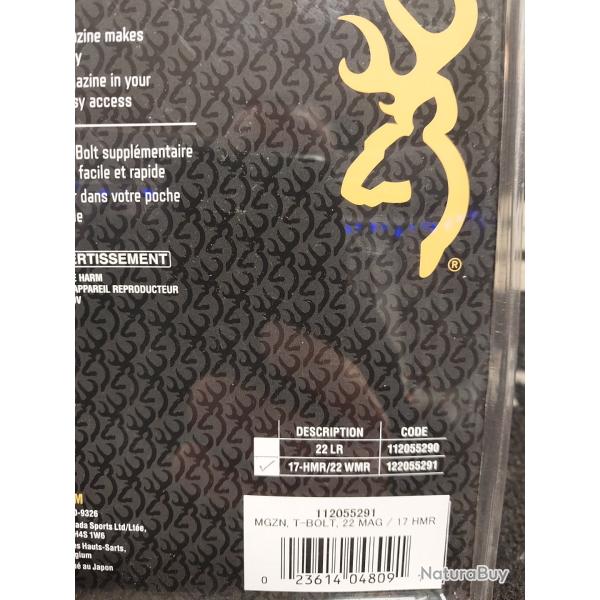 azine makes
y
azine in your
sy access
Bolt supplémentaire
facile et rapide
r dans votre poche
e
ERTISSEMENT
E HARM
APPAREIL REPRODUCTEUR
W
®
DESCRIPTION CODE
22 LR 112055290
✓ 17-HMR/22 WMR 122055291
M
0-9326
ada Sports Ltd/Ltée,
H4S 1W6
es Hauts-Sarts,
lgium
ué au Japon
112055291
MGZN, T-BOLT, 22 MAG / 17 HMR
0 23614 04809
NaturaBuy